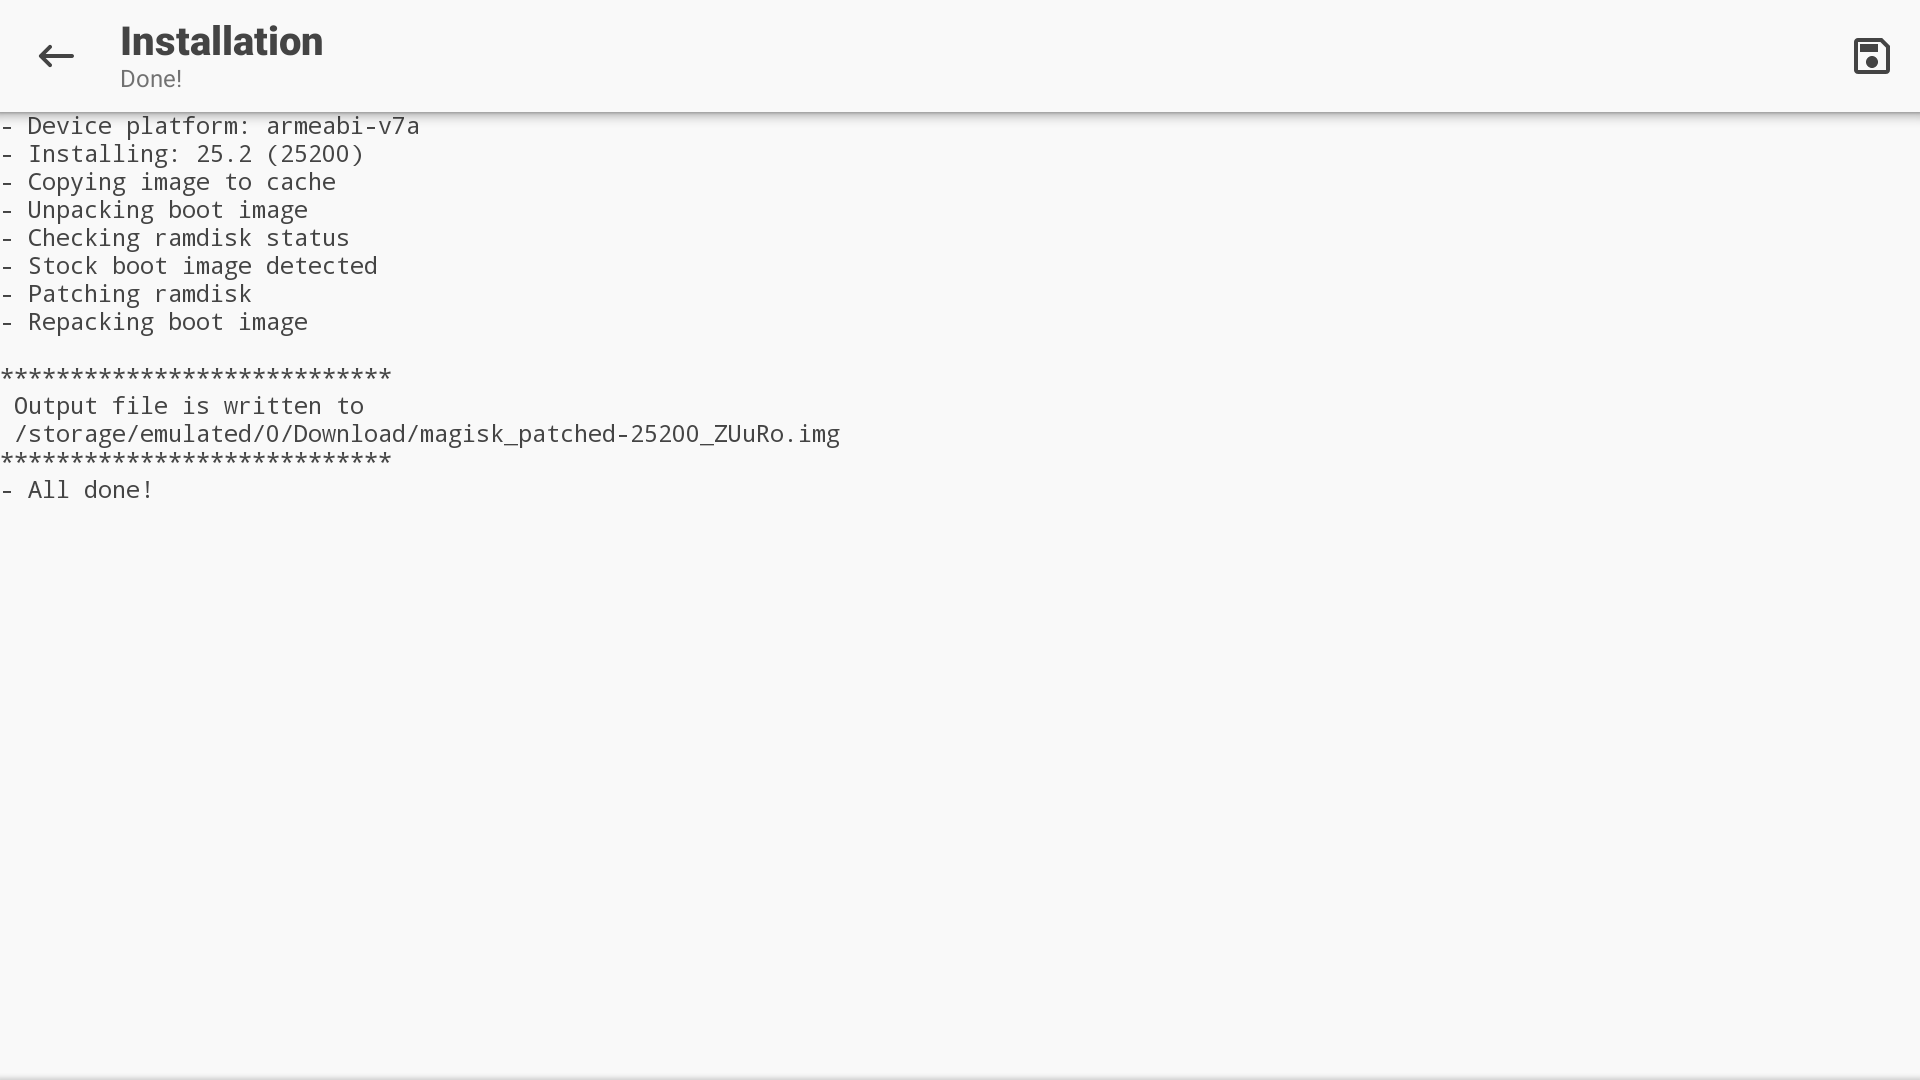 Installation
Done!
- Device platform: armeabi-v7a
- Installing: 25.2 (25200)
- Copying image to cache
- Unpacking boot image
- Checking ramdisk status
- Stock boot image detected
- Patching ramdisk
- Repacking boot image
****************************
Output file is written to
/storage/emulated/0/Download/magisk_patched-25200_ZUuRo.img
****************************
- All done!